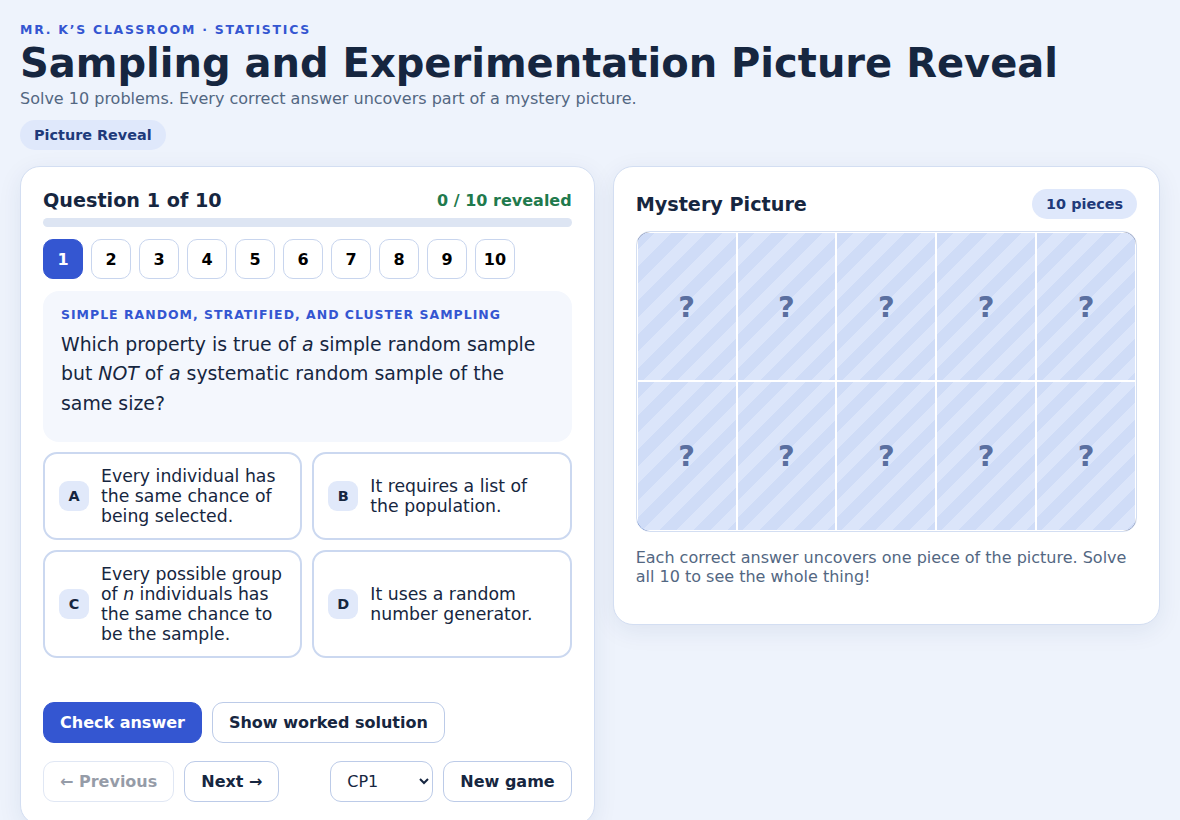 MR. K’S CLASSROOM · STATISTICS
Sampling and Experimentation Picture Reveal
Solve 10 problems. Every correct answer uncovers part of a mystery picture.
Picture Reveal
Question 1 of 10
0 / 10 revealed
1 2 3 4 5 6 7 8 9 10
SIMPLE RANDOM, STRATIFIED, AND CLUSTER SAMPLING
Which property is true of a simple random sample
but NOT of a systematic random sample of the
same size?
A
Every individual has
the same chance of
being selected.
B
It requires a list of
the population.
C
Every possible group
of n individuals has
the same chance to
be the sample.
D
It uses a random
number generator.
Check answer
Show worked solution
← Previous
Next →
CP1
New game
Mystery Picture
10 pieces
? ? ? ? ?
? ? ? ? ?
Each correct answer uncovers one piece of the picture. Solve
all 10 to see the whole thing!